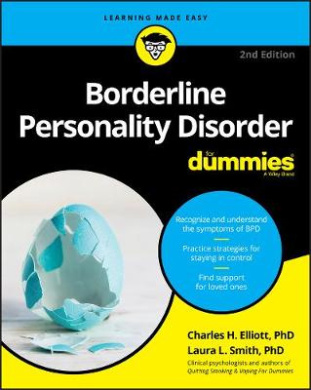 LEARNING MADE EASY
2nd Edition
Borderline
Personality Disorder
for
dummies
A Wiley Brand
Recognize and understand
the symptoms of BPD
Practice strategies for
staying in control
Find support
for loved ones
Charles H. Elliott, PhD
Laura L. Smith, PhD
Clinical psychologists and authors of
Quitting Smoking & Vaping For Dummies